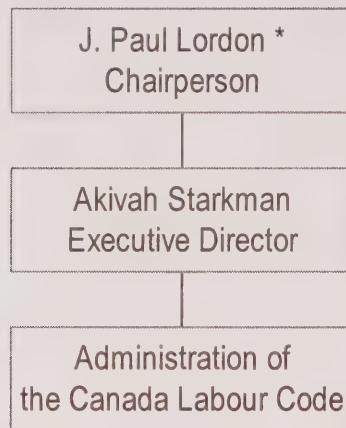 J. Paul Lordon *
Chairperson
Akivah Starkman
Executive Director
Administration of
the Canada Labour Code